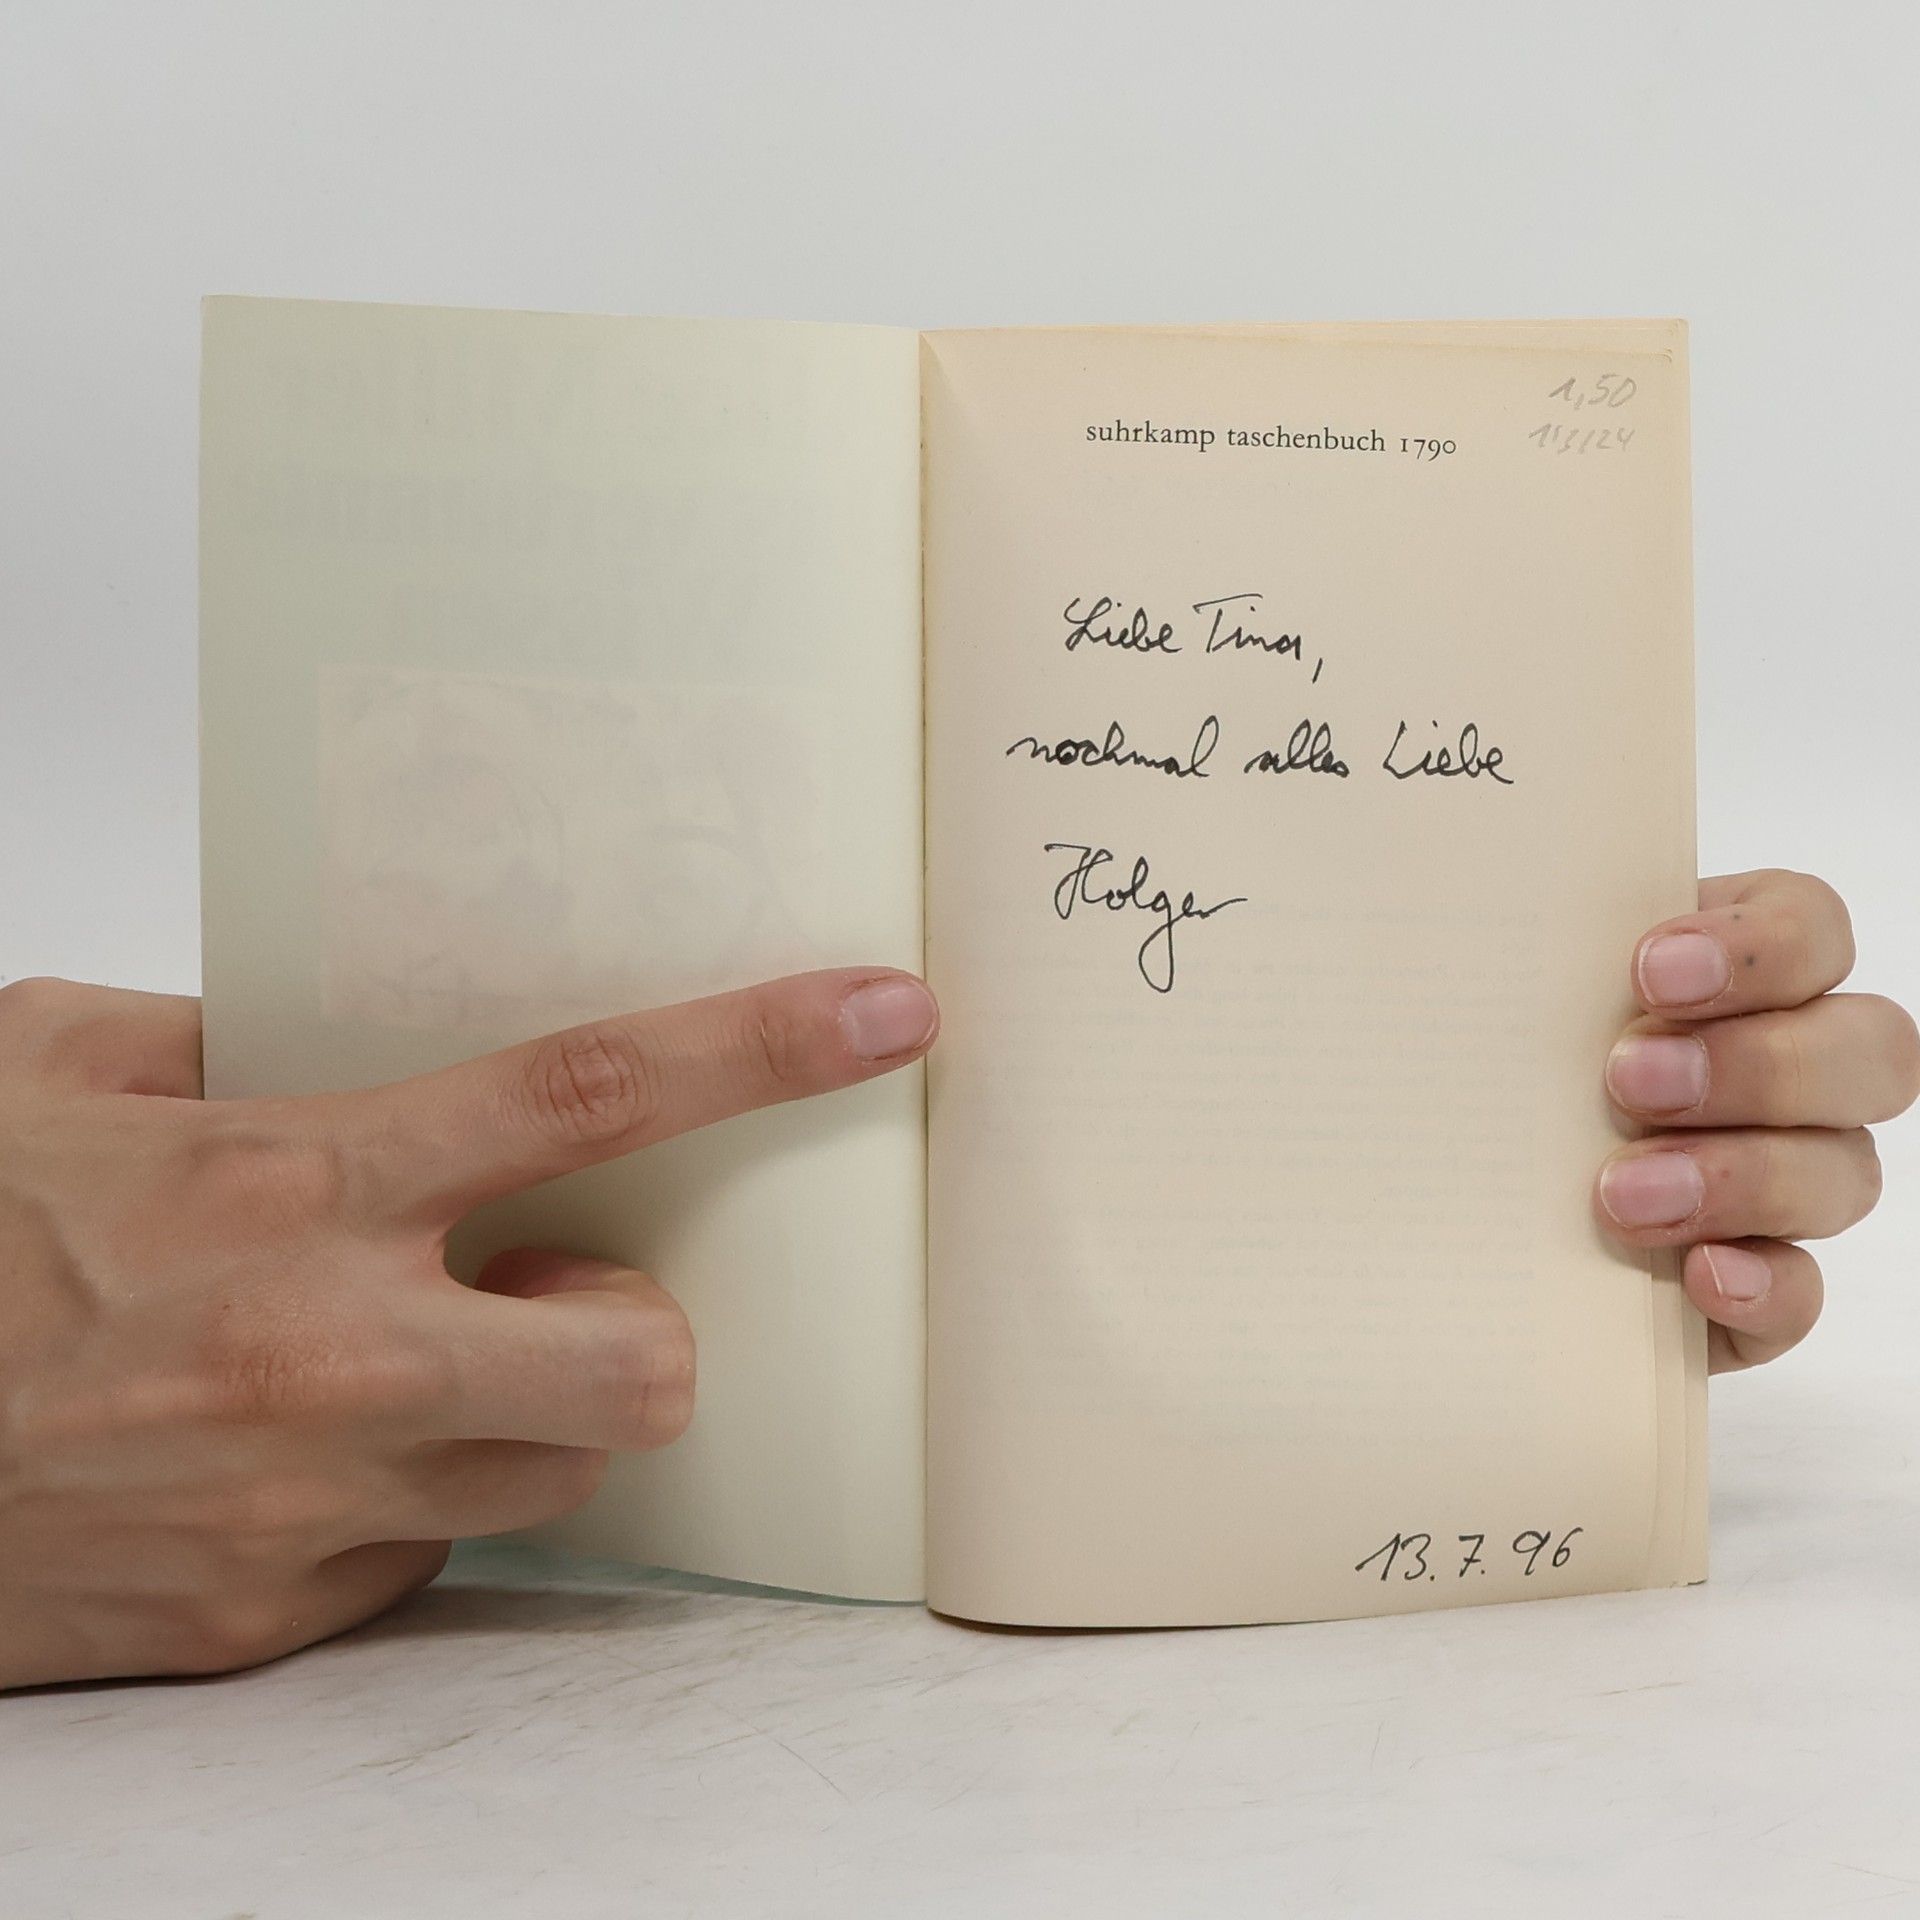 1,50
suhrkamp taschenbuch 1790
Liebe Tina,
nochmal alles Liebe
Holger
13.7.96